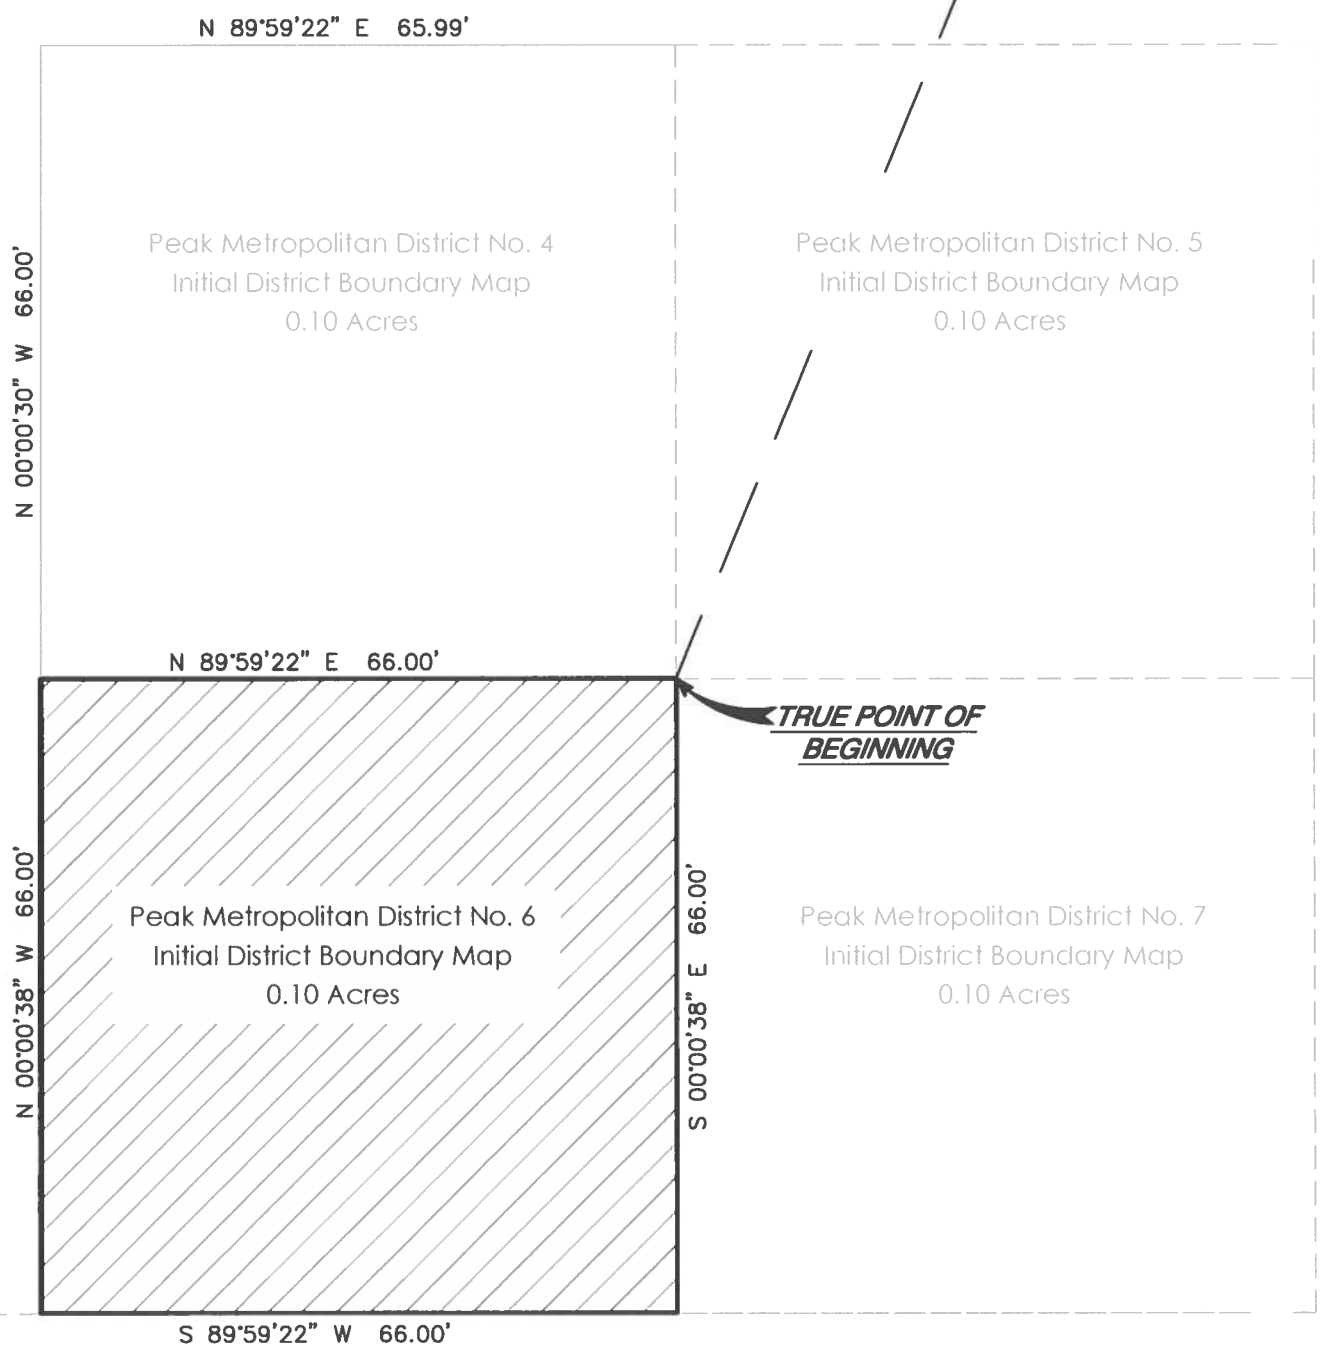 N 89°59'22" E 65.99'
N 00°00'30" W 66.00'
Peak Metropolitan District No. 4
Initial District Boundary Map
0.10 Acres
Peak Metropolitan District No. 5
Initial District Boundary Map
0.10 Acres
N 89°59'22" E 66.00'
TRUE POINT OF
BEGINNING
N 00°00'38" W 66.00'
Peak Metropolitan District No. 6
Initial District Boundary Map
0.10 Acres
S 00°00'38" E 66.00'
Peak Metropolitan District No. 7
Initial District Boundary Map
0.10 Acres
S 89°59'22" W 66.00'